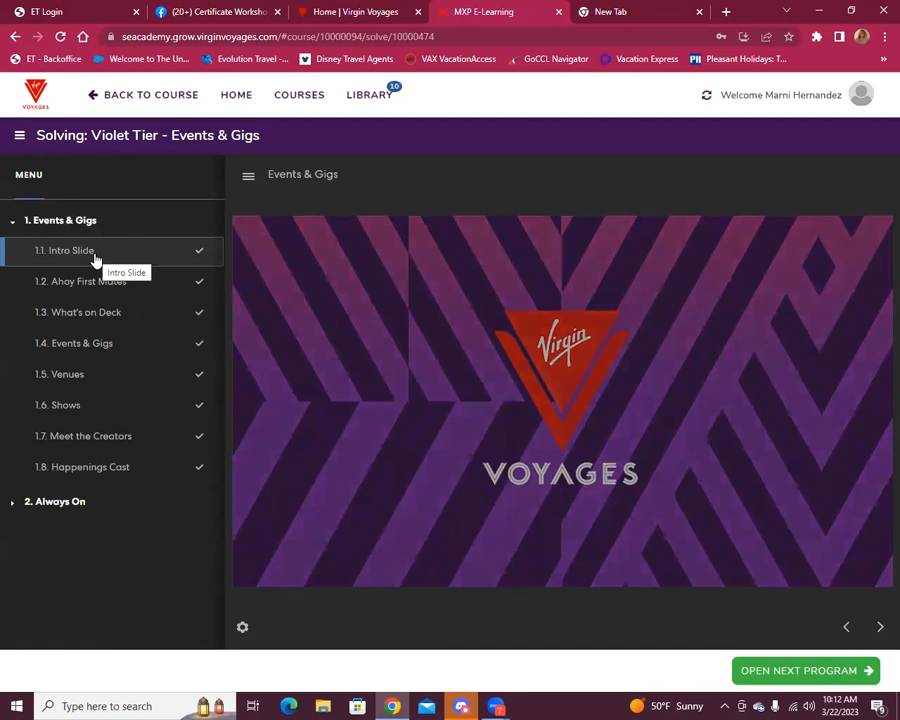 ET Login
(20+) Certificate Worksho
Home | Virgin Voyages
MXP E-Learning
New Tab
seacademy.grow.virginvoyages.com/#course/10000094/solve/10000474
ET - Backoffice
Welcome to The Un...
Evolution Travel -...
Disney Travel Agents
VAX VacationAccess
GoCCL Navigator
Vacation Express
Pleasant Holidays: T...
VOYAGES
BACK TO COURSE
HOME
COURSES
LIBRARY
10
Welcome Marni Hernandez
Solving: Violet Tier - Events & Gigs
MENU
Events & Gigs
1. Events & Gigs
1.1. Intro Slide
Intro Slide
1.2. Ahoy First Mates
1.3. What's on Deck
1.4. Events & Gigs
1.5. Venues
1.6. Shows
1.7. Meet the Creators
1.8. Happenings Cast
2. Always On
Virgin
VOYAGES
OPEN NEXT PROGRAM
Type here to search
50°F Sunny
10:12 AM
3/22/2023